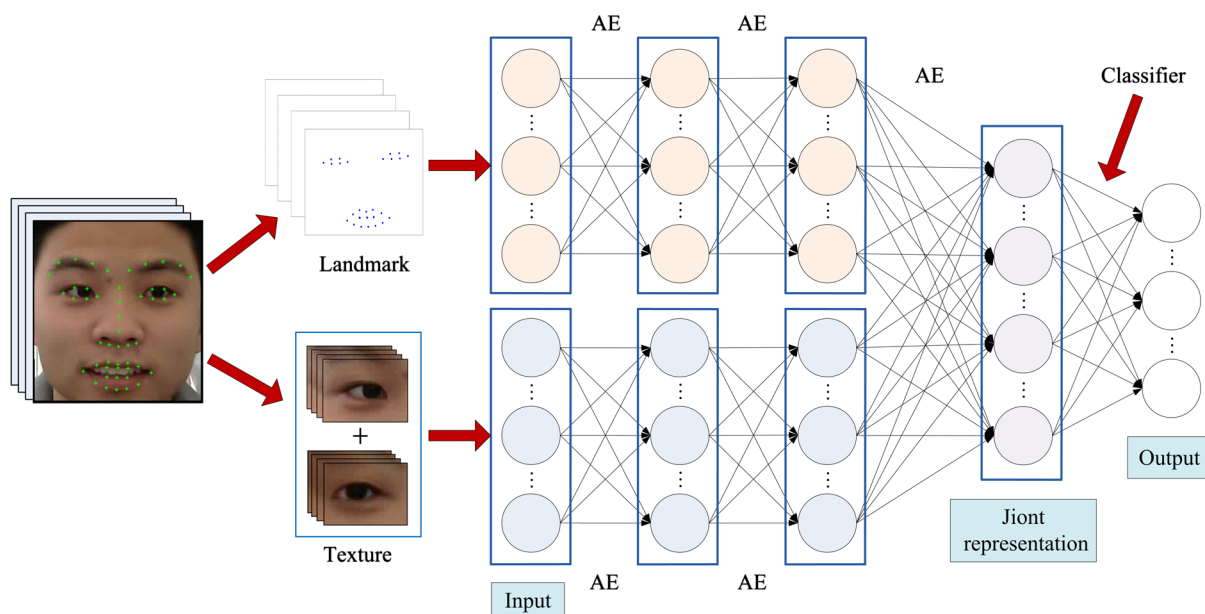 AE
AE
AE
Classifier
Landmark
+
Texture
AE
AE
Input
Jiont
representation
Output